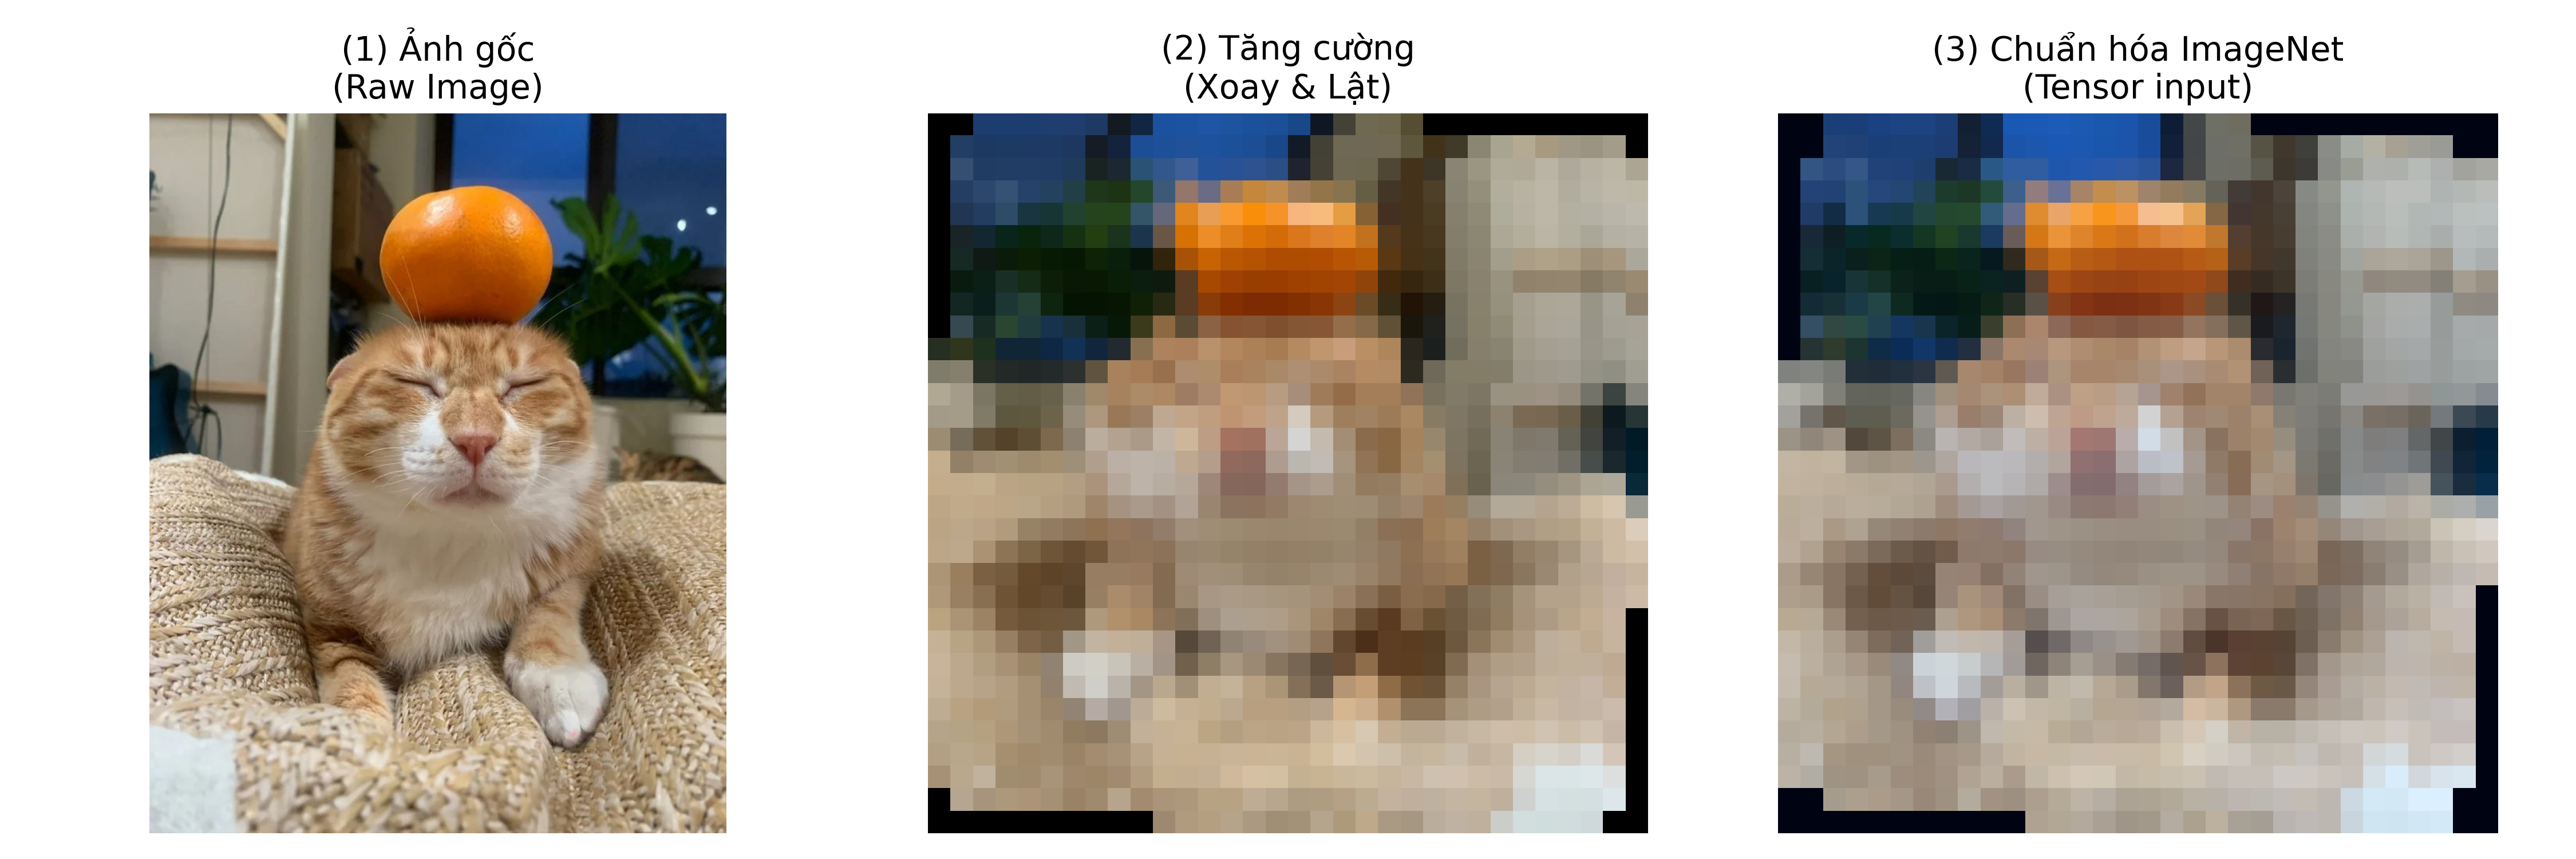 (1) Ảnh gốc
(Raw Image)
(2) Tăng cường
(Xoay & Lật)
(3) Chuẩn hóa ImageNet
(Tensor input)